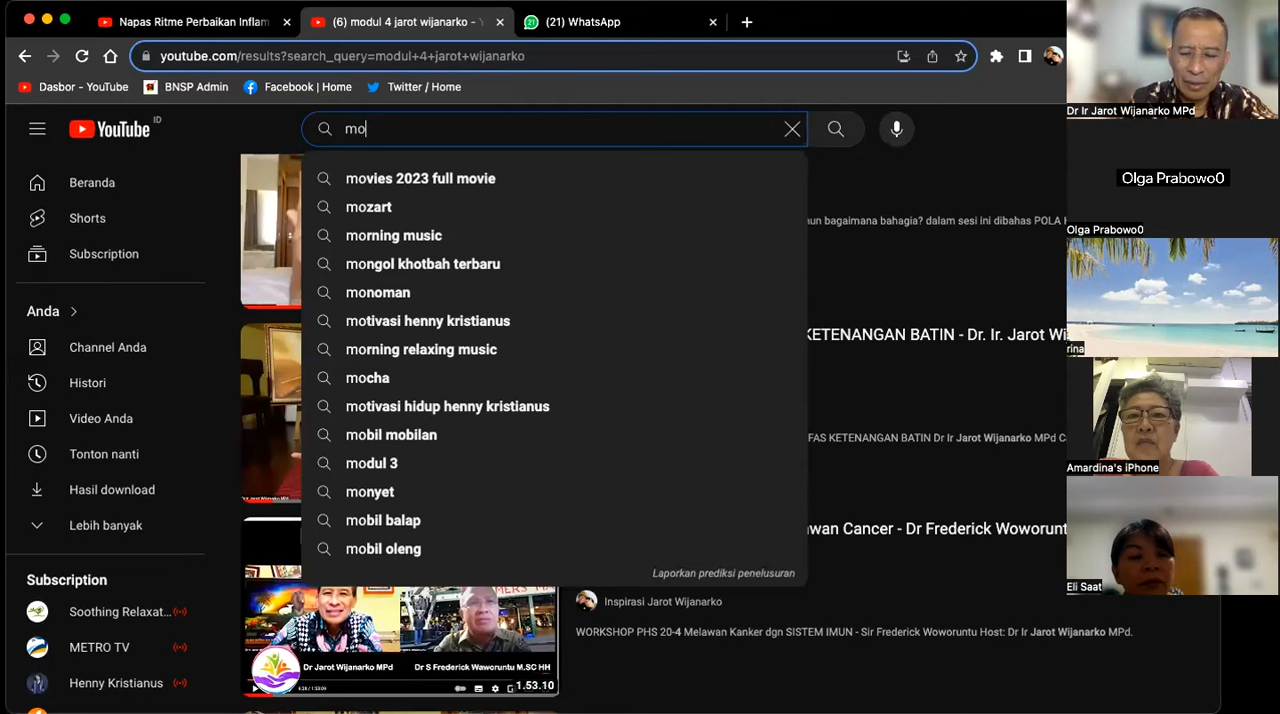 Napas Ritme Perbaikan Inflam
(6) modul 4 jarot wijanarko - Y
21
(21) WhatsApp
youtube.com/results?search_query=modul+4+jarot+wijanarko
Dasbor - YouTube
BNSP Admin
Facebook | Home
Twitter / Home
YouTube ID
mo
Beranda
Shorts
Subscription
Anda
Channel Anda
Histori
Video Anda
Tonton nanti
Hasil download
Lebih banyak
Subscription
Soothing Relaxat...
METRO TV
Henny Kristianus
movies 2023 full movie
mozart
morning music
mongol khotbah terbaru
monoman
motivasi henny kristianus
morning relaxing music
mocha
motivasi hidup henny kristianus
mobil mobilan
modul 3
monyet
mobil balap
mobil oleng
Laporkan prediksi penelusuran
bagaimana bahagia? dalam sesi ini dibahas POLA
KETENANGAN BATIN - Dr. Ir. Jarot
KETENANGAN BATIN Dr Ir Jarot Wijanarko MPd
Cancer - Dr Frederick Woworuntu
Inspirasi Jarot Wijanarko
WORKSHOP PHS 20-4 Melawan Kanker dgn SISTEM IMUN - Sir Frederick Woworuntu Host: Dr Ir Jarot Wijanarko MPd.
Dr Jarot Wijanarko MPd
Dr S Frederick Waworuntu M.SC HH
1.53.10
Dr Ir Jarot Wijanarko MPd
Olga Prabowo0
Olga Prabowo0
rina
Amardina's iPhone
Eli Saat